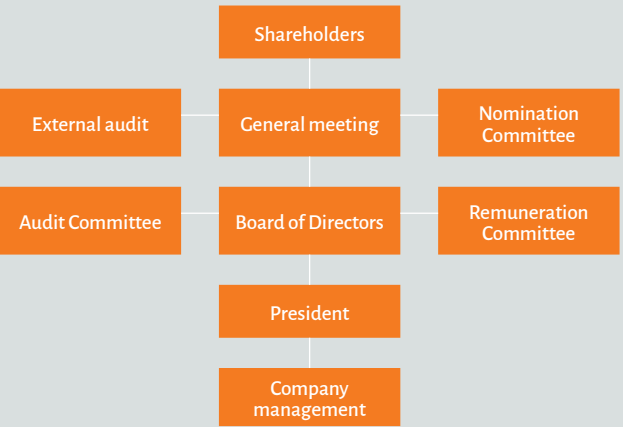 Shareholders
External audit
General meeting
Nomination
Committee
Audit Committee
Board of Directors
Remuneration
Committee
President
Company
management